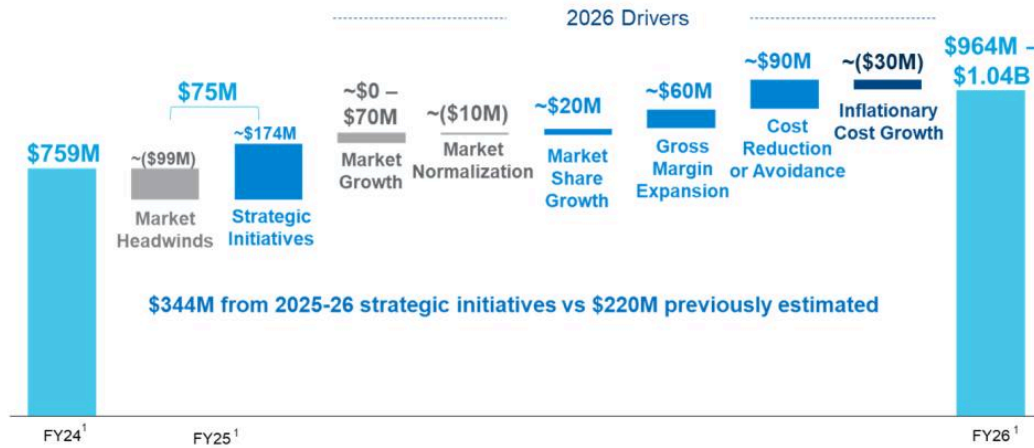 2026 Drivers
$759M
$75M
~($99M)
Market
Headwinds
~$174M
Strategic
Initiatives
~$0 –
$70M
Market
Growth
~($10M)
Market
Normalization
~$20M
Market
Share
Growth
~$60M
Gross
Margin
Expansion
~$90M
Cost
Reduction
or Avoidance
~($30M)
Inflationary
Cost Growth
$964M –
$1.04B
$344M from 2025-26 strategic initiatives vs $220M previously estimated
FY24¹
FY25¹
FY26¹